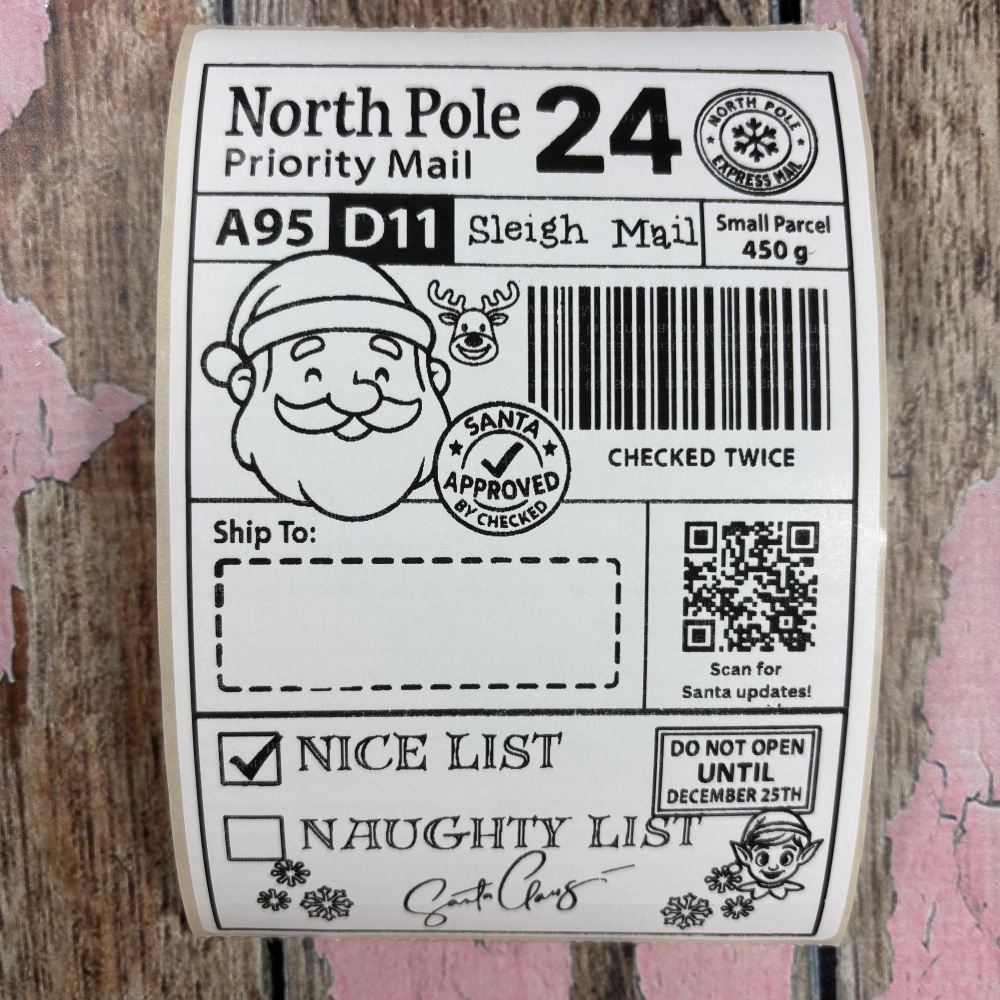 North Pole
Priority Mail
24
NORTH POLE
EXPRESS MAIL
A95 D11 Sleigh Mail
Small Parcel
450 g
CHECKED TWICE
SANTA
APPROVED
BY CHECKED
Ship To:
Scan for
Santa updates!
NICE LIST
DO NOT OPEN
UNTIL
DECEMBER 25TH
NAUGHTY LIST
Santa Claus